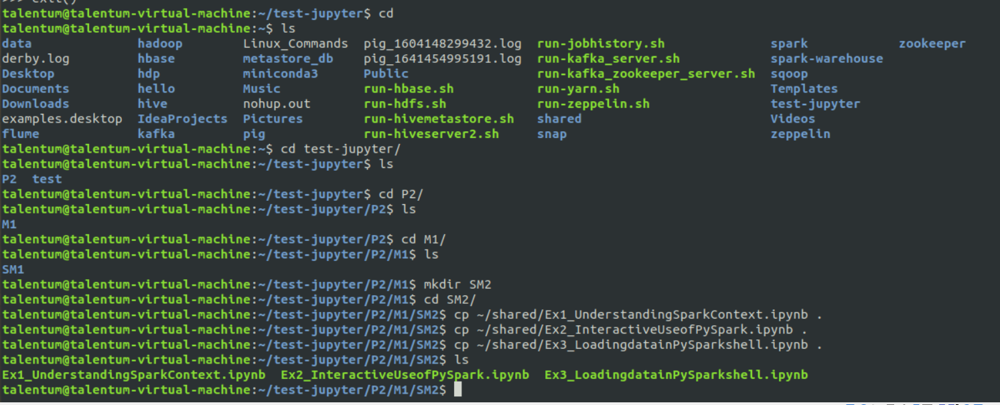 >>> exit()
talentum@talentum-virtual-machine:~/test-jupyter$ cd
talentum@talentum-virtual-machine:~$ ls
data hadoop Linux_Commands pig_1604148299432.log run-jobhistory.sh spark zookeeper
derby.log hbase metastore_db pig_1641454995191.log run-kafka_server.sh spark-warehouse
Desktop hdp miniconda3 Public run-kafka_zookeeper_server.sh sqoop
Documents hello Music run-hbase.sh run-yarn.sh Templates
Downloads hive nohup.out run-hdfs.sh run-zeppelin.sh test-jupyter
examples.desktop IdeaProjects Pictures run-hivemetastore.sh shared Videos
flume kafka pig run-hiveserver2.sh snap zeppelin
talentum@talentum-virtual-machine:~$ cd test-jupyter/
talentum@talentum-virtual-machine:~/test-jupyter$ ls
P2 test
talentum@talentum-virtual-machine:~/test-jupyter$ cd P2/
talentum@talentum-virtual-machine:~/test-jupyter/P2$ ls
M1
talentum@talentum-virtual-machine:~/test-jupyter/P2$ cd M1/
talentum@talentum-virtual-machine:~/test-jupyter/P2/M1$ ls
SM1
talentum@talentum-virtual-machine:~/test-jupyter/P2/M1$ mkdir SM2
talentum@talentum-virtual-machine:~/test-jupyter/P2/M1$ cd SM2/
talentum@talentum-virtual-machine:~/test-jupyter/P2/M1/SM2$ cp ~/shared/Ex1_UnderstandingSparkContext.ipynb .
talentum@talentum-virtual-machine:~/test-jupyter/P2/M1/SM2$ cp ~/shared/Ex2_InteractiveUseofPySpark.ipynb .
talentum@talentum-virtual-machine:~/test-jupyter/P2/M1/SM2$ cp ~/shared/Ex3_LoadingdatainPySparkshell.ipynb .
talentum@talentum-virtual-machine:~/test-jupyter/P2/M1/SM2$ ls
Ex1_UnderstandingSparkContext.ipynb Ex2_InteractiveUseofPySpark.ipynb Ex3_LoadingdatainPySparkshell.ipynb
talentum@talentum-virtual-machine:~/test-jupyter/P2/M1/SM2$